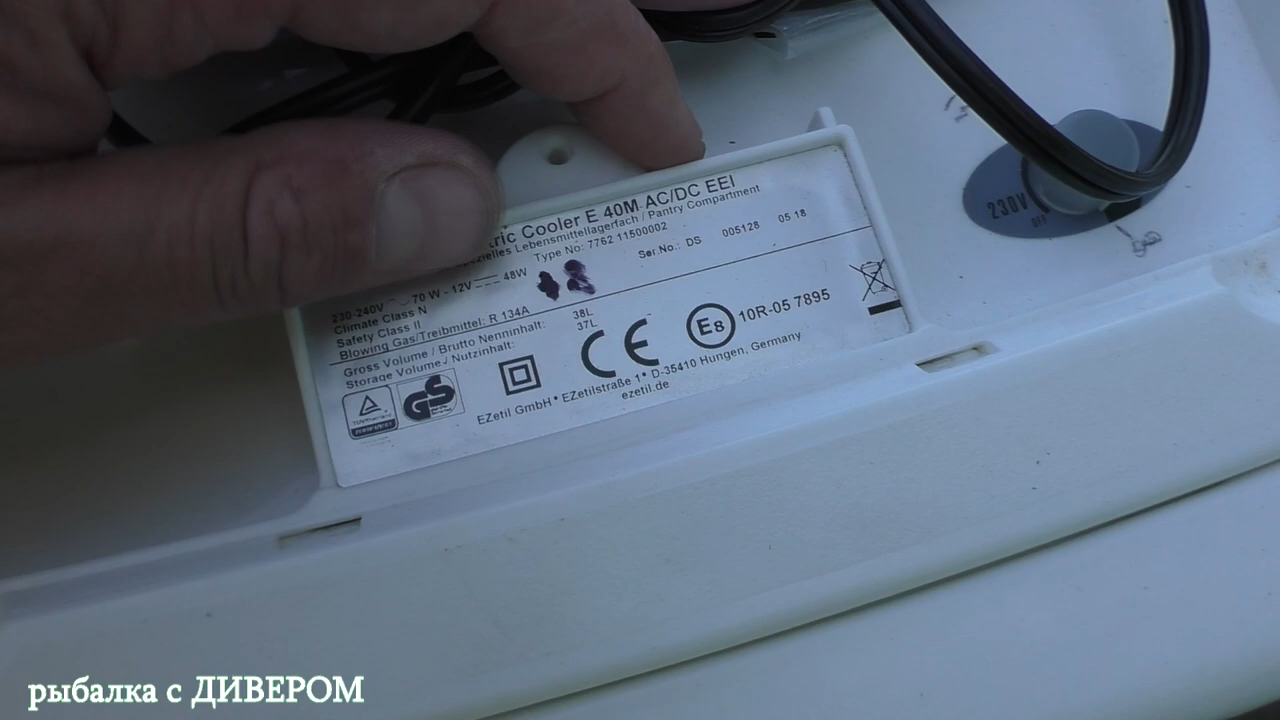 tric Cooler E 40M AC/DC EEI
zielles Lebensmittellagerfach / Pantry Compartment
Type No: 7762 11500002
Ser.No.: DS 005128 05 18
230-240V 70 W - 12V 48W
Climate Class N
Safety Class II
Blowing Gas/Treibmittel: R 134A
Gross Volume / Brutto Nenninhalt: 38L
Storage Volume / Nutzinhalt: 37L
GS
CE
E8
10R-05 7895
EZetil GmbH • EZetilstraße 1 • D-35410 Hungen, Germany
ezetil.de
230V
OFF
рыбалка с ДИВЕРОМ